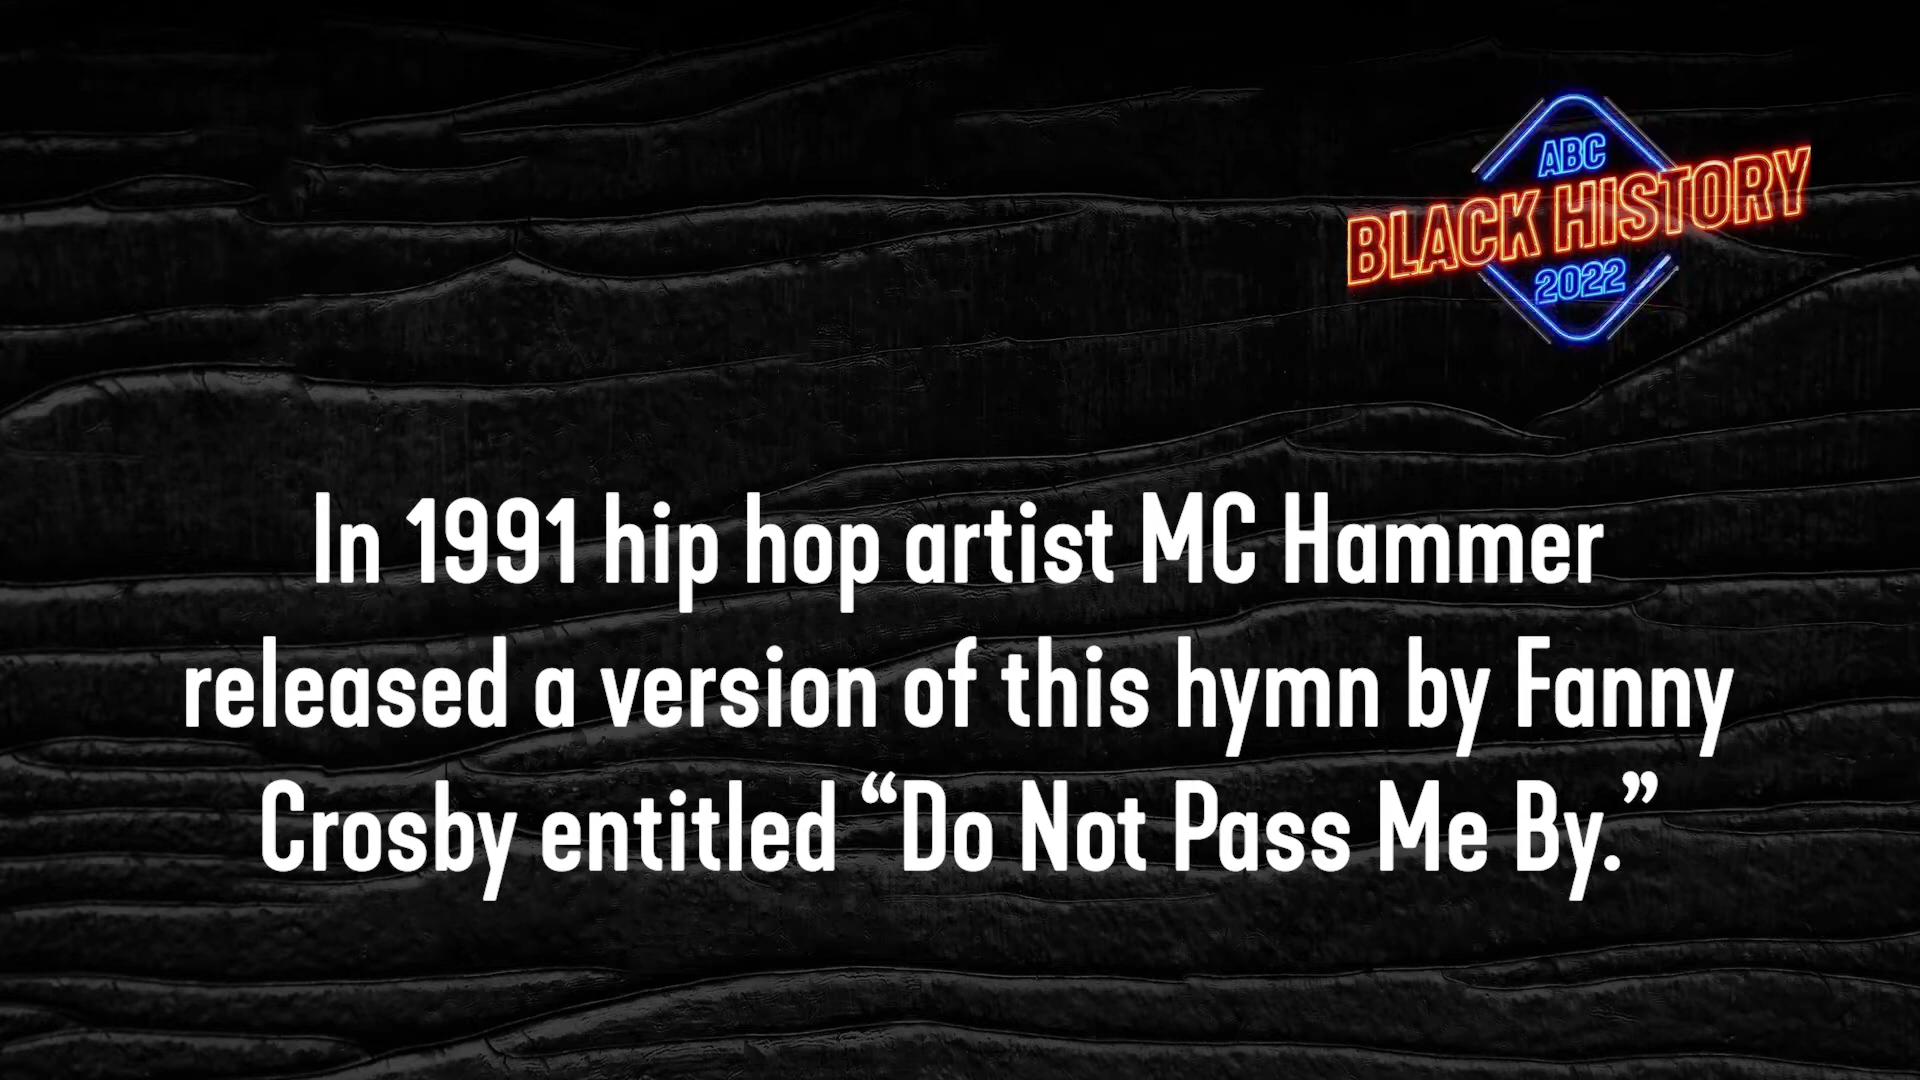 ABC
BLACK HISTORY
2022
In 1991 hip hop artist MC Hammer
released a version of this hymn by Fanny
Crosby entitled “Do Not Pass Me By.”